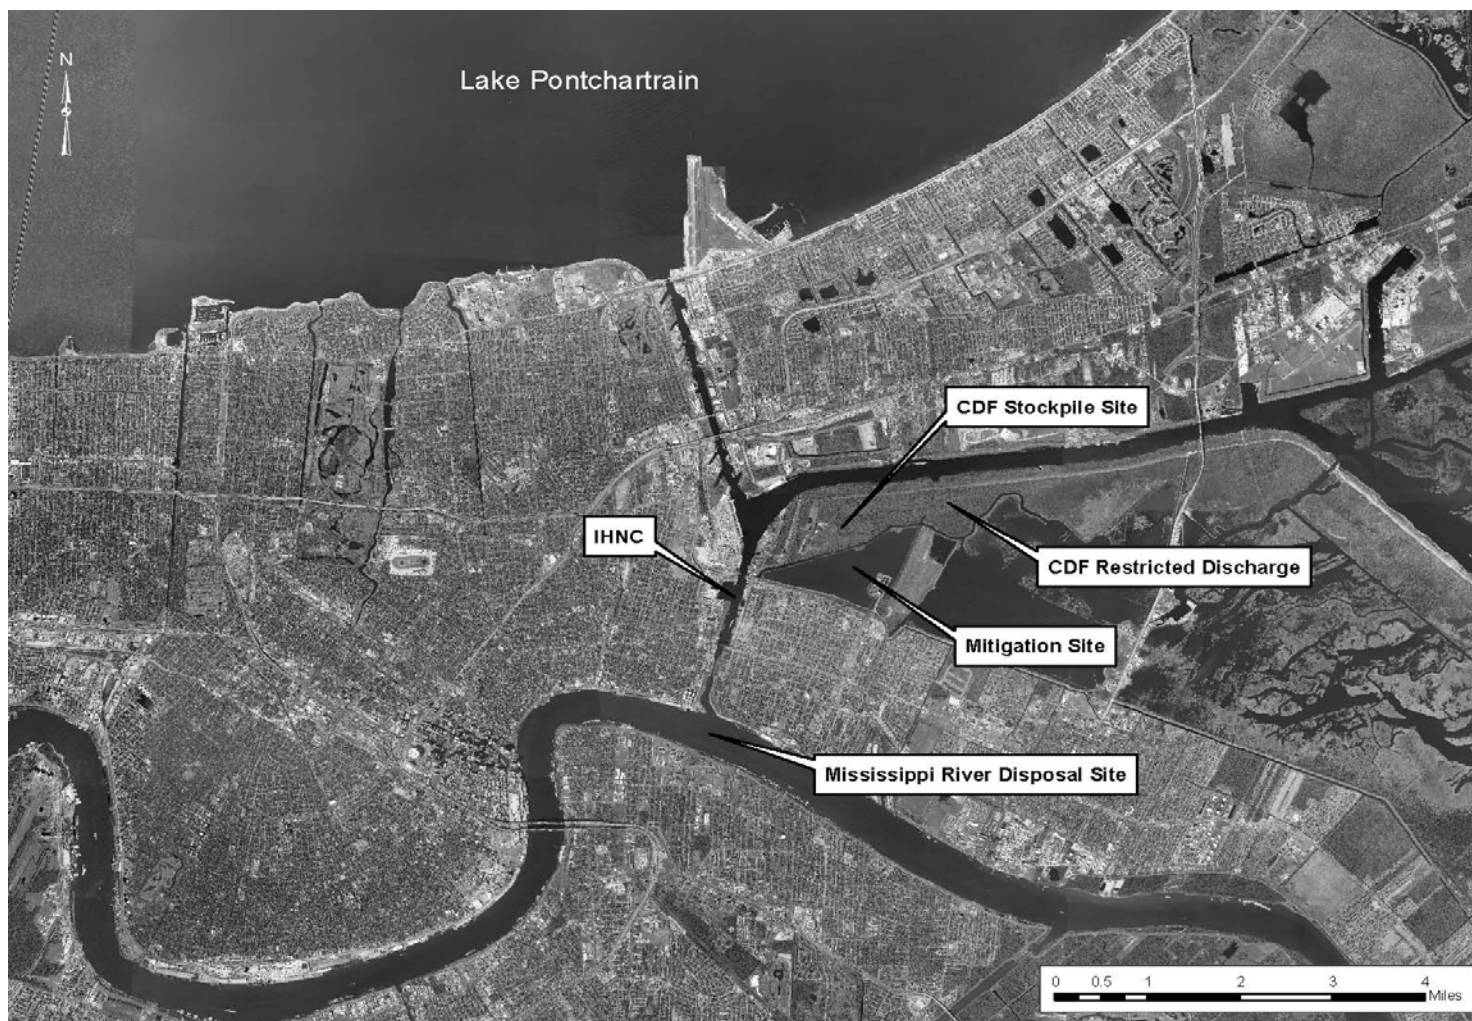 N
Lake Pontchartrain
CDF Stockpile Site
IHNC
CDF Restricted Discharge
Mitigation Site
Mississippi River Disposal Site
0 0.5 1 2 3 4
Miles